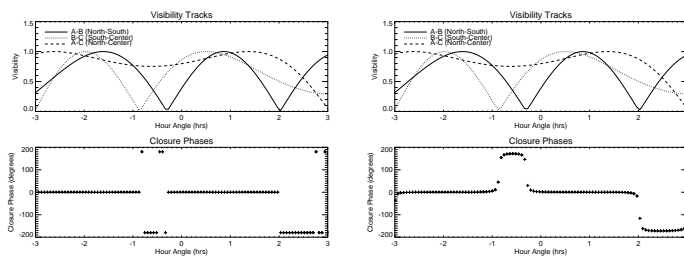 Visibility Tracks
A-B (North-South)
B-C (South-Center)
A-C (North-Center)
Visibility
1.5
1.0
0.5
0.0
-3 -2 -1 0 1 2 3
Hour Angle (hrs)
Closure Phases
Closure Phase (degrees)
200
100
0
-100
-200
-3 -2 -1 0 1 2 3
Hour Angle (hrs)
Visibility Tracks
A-B (North-South)
B-C (South-Center)
A-C (North-Center)
Visibility
1.5
1.0
0.5
0.0
-3 -2 -1 0 1 2 3
Hour Angle (hrs)
Closure Phases
Closure Phase (degrees)
200
100
0
-100
-200
-3 -2 -1 0 1 2 3
Hour Angle (hrs)